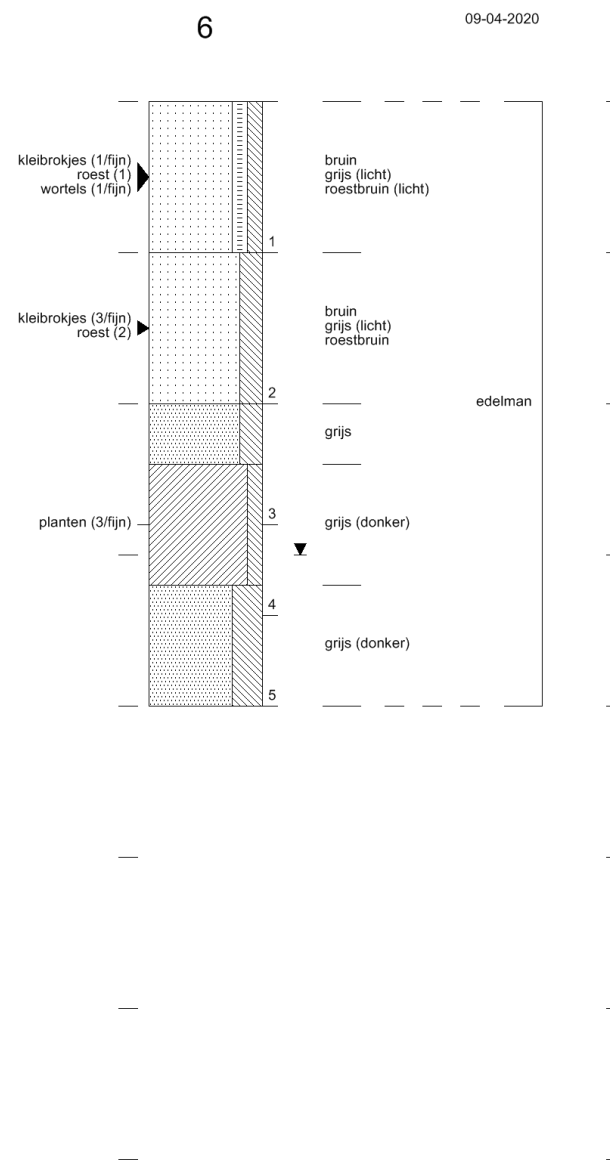 6
09-04-2020
kleibrokjes (1/fijn)
roest (1)
wortels (1/fijn)
bruin
grijs (licht)
roestbruin (licht)
1
kleibrokjes (3/fijn)
roest (2)
bruin
grijs (licht)
roestbruin
2
edelman
grijs
planten (3/fijn)
3
grijs (donker)
4
grijs (donker)
5